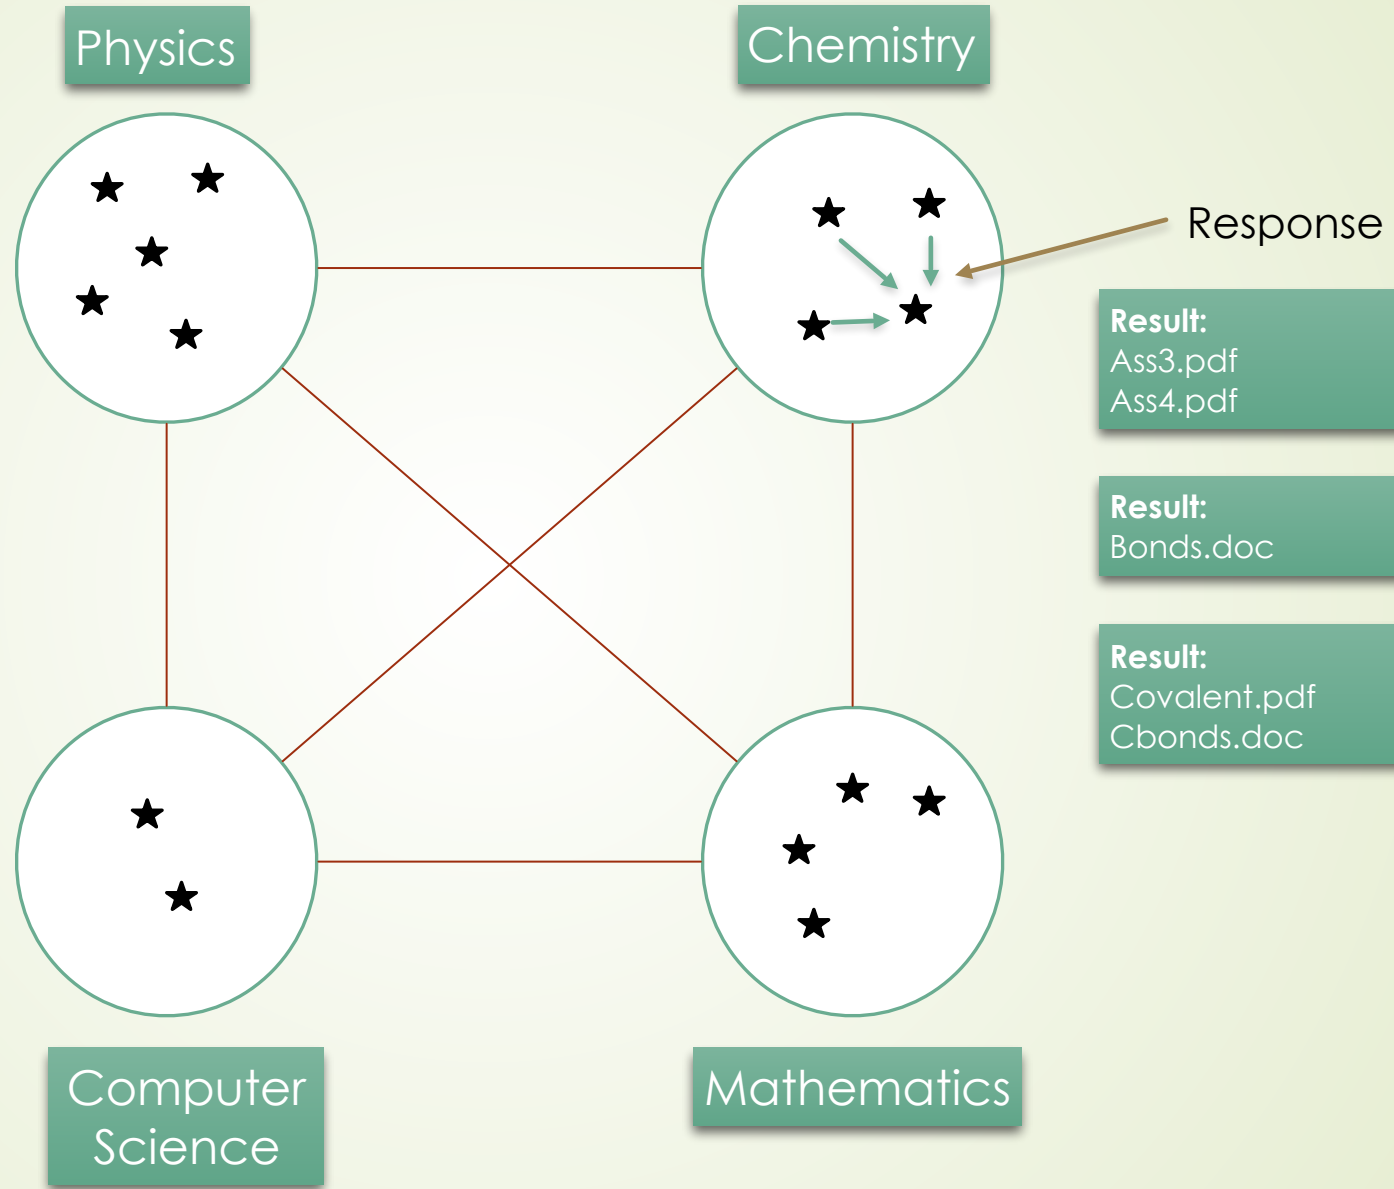 Physics
Chemistry
Response
Result:
Ass3.pdf
Ass4.pdf
Result:
Bonds.doc
Result:
Covalent.pdf
Cbonds.doc
Computer
Science
Mathematics